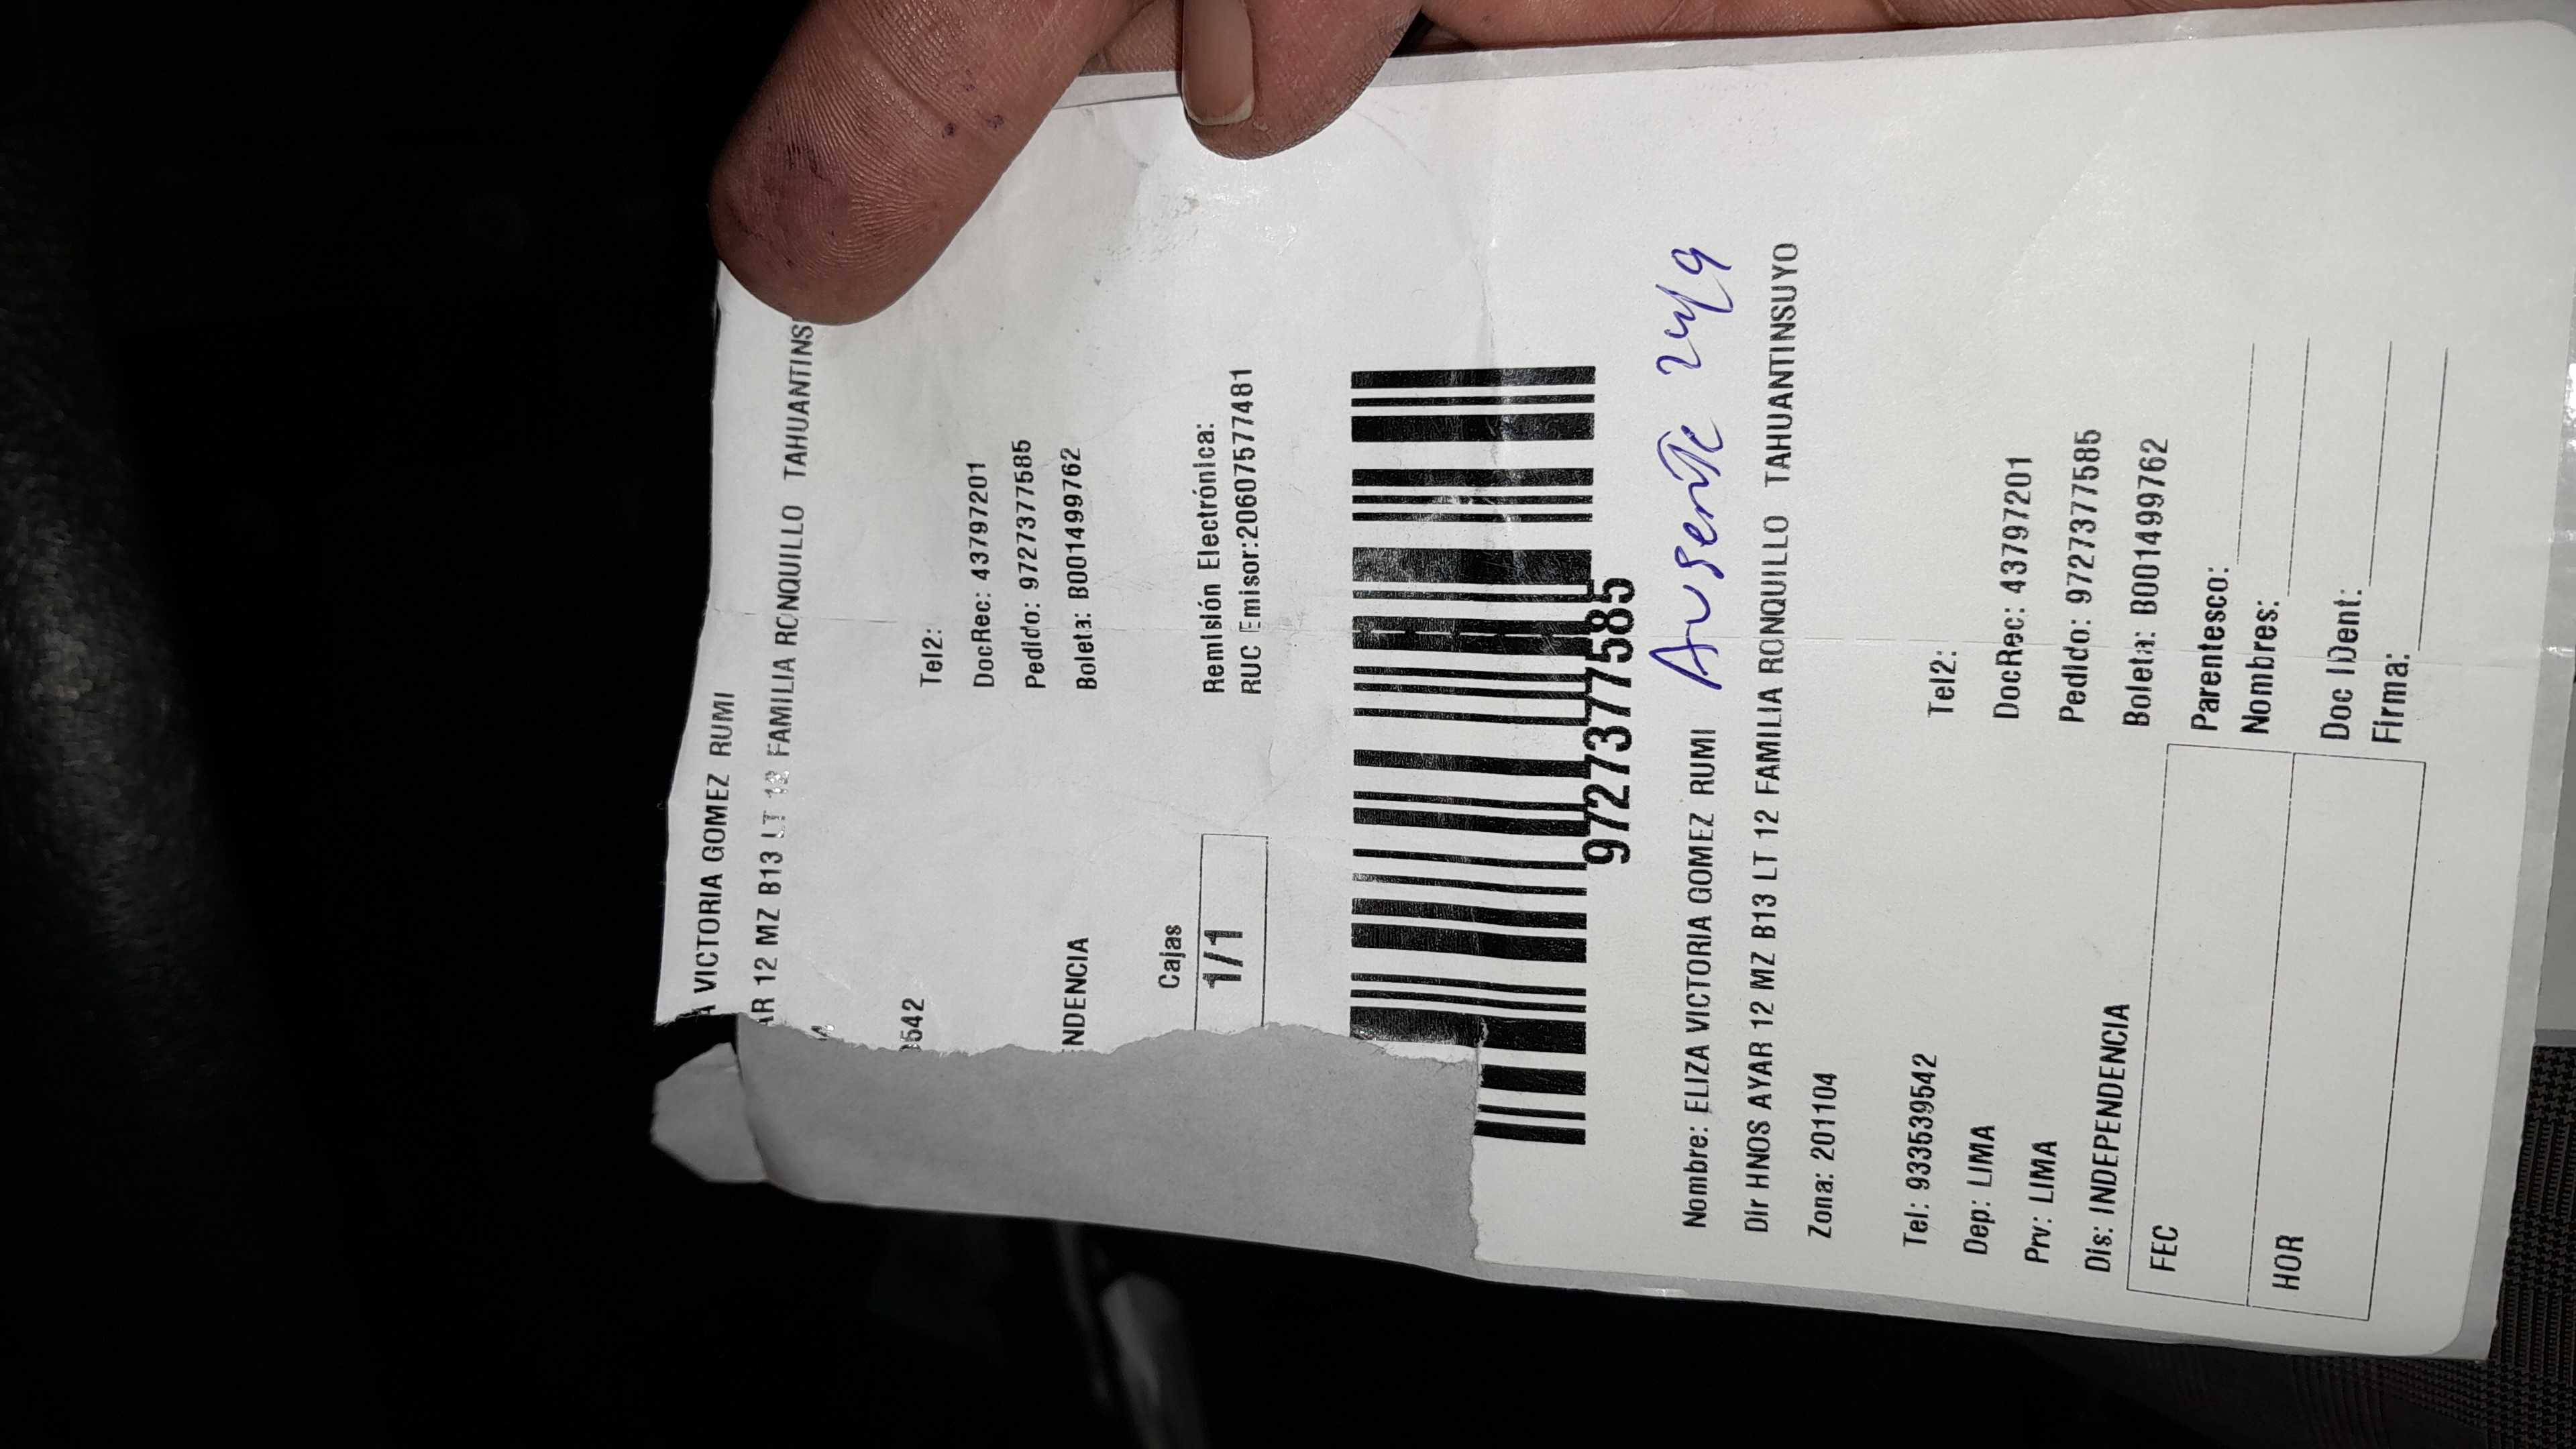 A VICTORIA GOMEZ RUMI
AR 12 MZ B13 LT 12 FAMILIA RONQUILLO TAHUANTINS
9542
Tel2:
DocRec: 43797201
Pedido: 9727377585
NDENCIA
Boleta: B001499762
Cajas
1/1
Remisión Electrónica:
RUC Emisor:20607577481
9727377585
Nombre: ELIZA VICTORIA GOMEZ RUMI
Ausente 24/9
Dir HNOS AYAR 12 MZ B13 LT 12 FAMILIA RONQUILLO TAHUANTINSUYO
Zona: 201104
Tel: 933539542
Tel2:
Dep: LIMA
DocRec: 43797201
Prv: LIMA
Pedido: 9727377585
Dis: INDEPENDENCIA
Boleta: B001499762
FEC
Parentesco:
Nombres:
HOR
Doc IDent:
Firma: